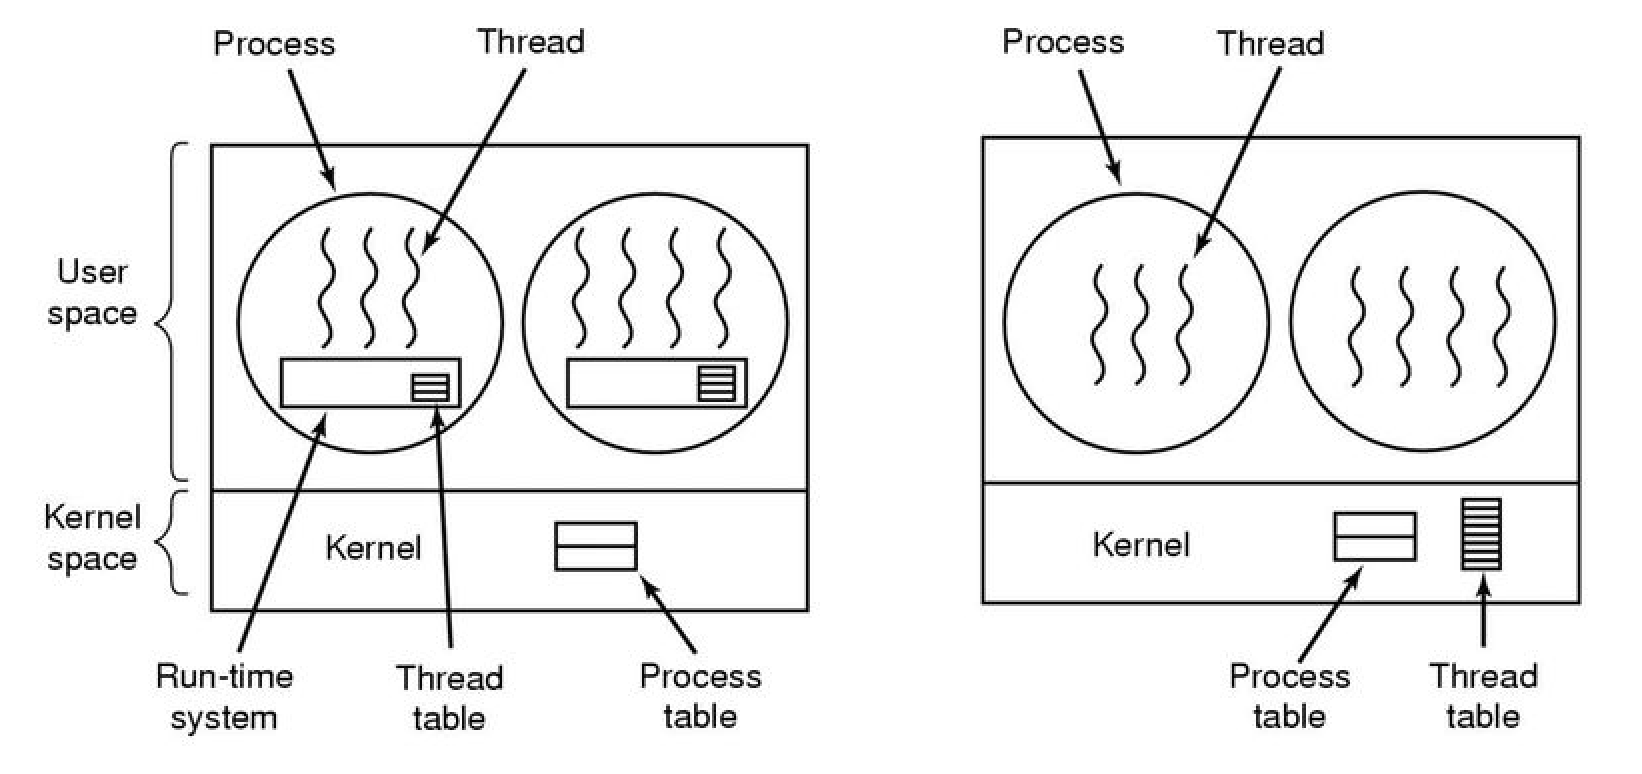 Process
Thread
User
space
Kernel
space
Kernel
Run-time
system
Thread
table
Process
table
Process
Thread
Kernel
Process
table
Thread
table